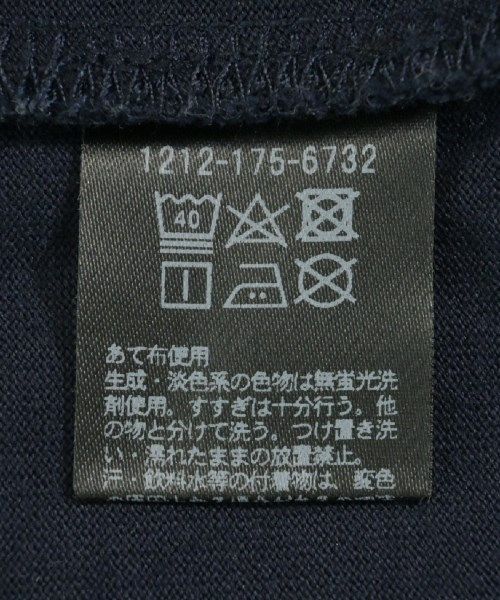 1212-175-6732
40
あて布使用
生成・淡色系の色物は無蛍光洗
剤使用。すすぎは十分行う。他
の物と分けて洗う。つけ置き洗
い・濡れたままの放置禁止。
汗・飲料水等の付着物は、変色